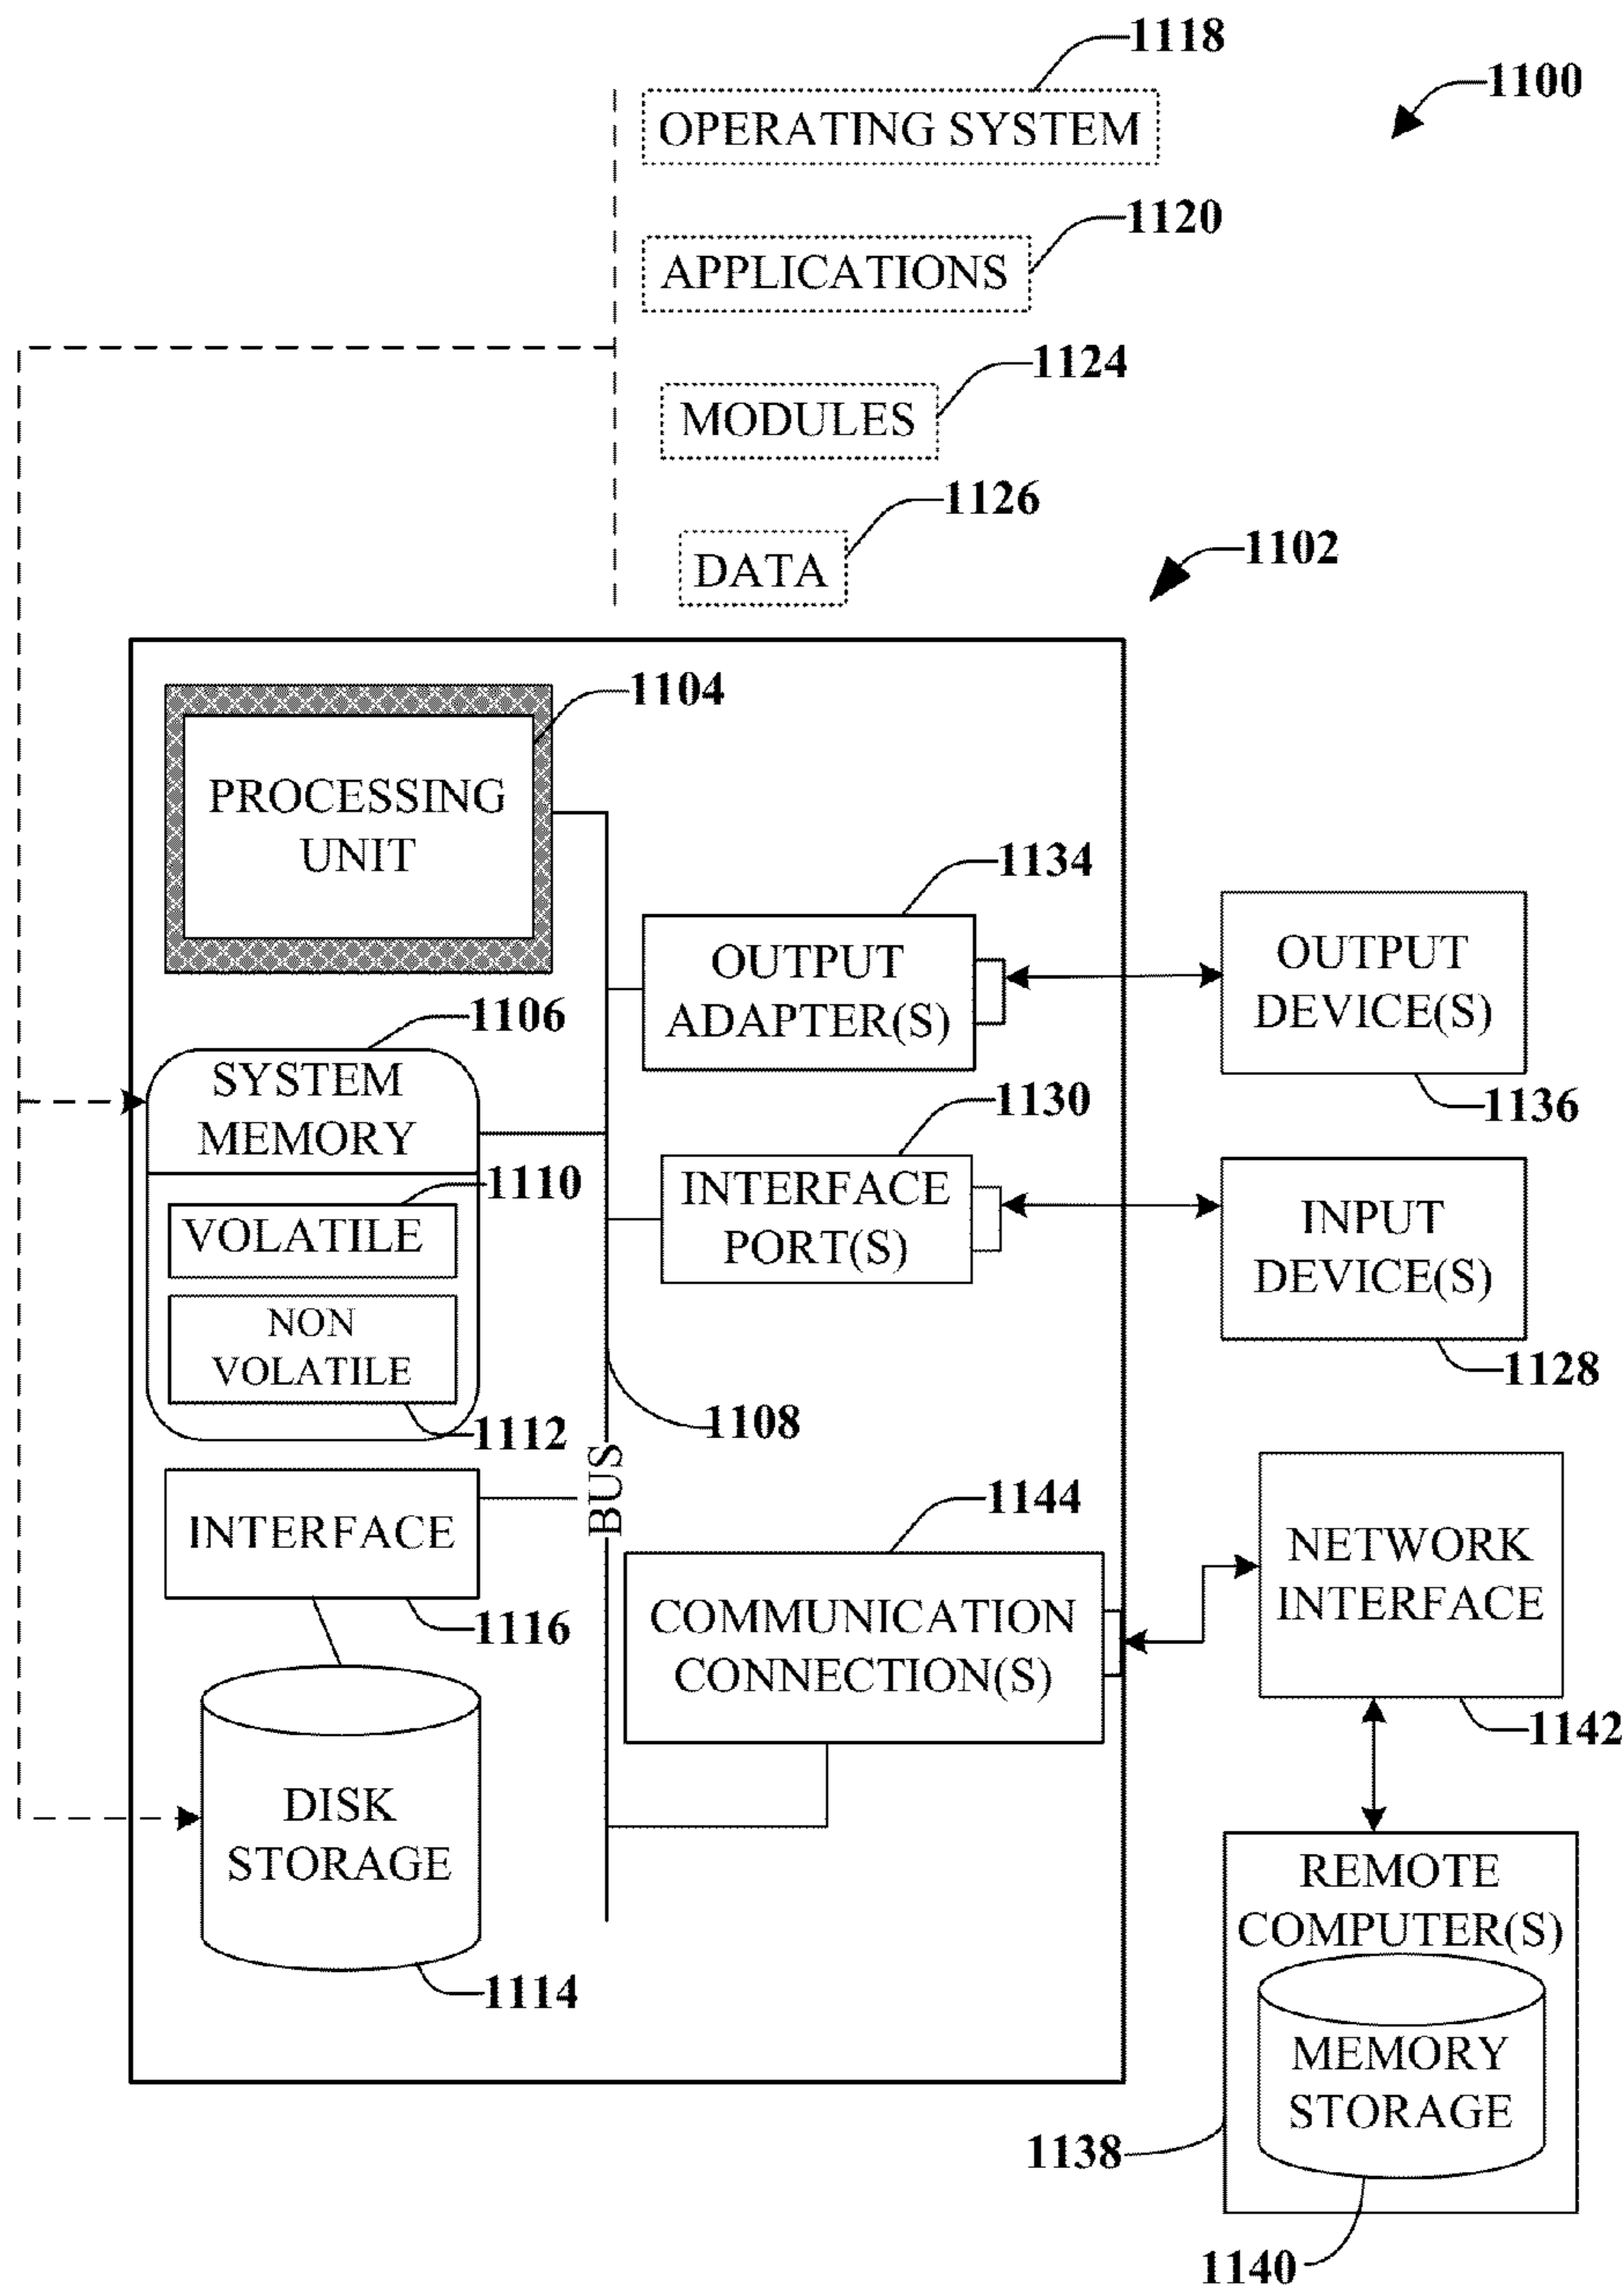 1118
1100
OPERATING SYSTEM
1120
APPLICATIONS
1124
MODULES
1126
DATA
1102
1104
PROCESSING
UNIT
1134
OUTPUT
ADAPTER(S)
OUTPUT
DEVICE(S)
1136
1106
SYSTEM
MEMORY
1130
INTERFACE
PORT(S)
INPUT
DEVICE(S)
1128
1110
VOLATILE
NON
VOLATILE
1112
1108
BUS
INTERFACE
1116
1144
COMMUNICATION
CONNECTION(S)
NETWORK
INTERFACE
1142
DISK
STORAGE
1114
REMOTE
COMPUTER(S)
MEMORY
STORAGE
1138
1140